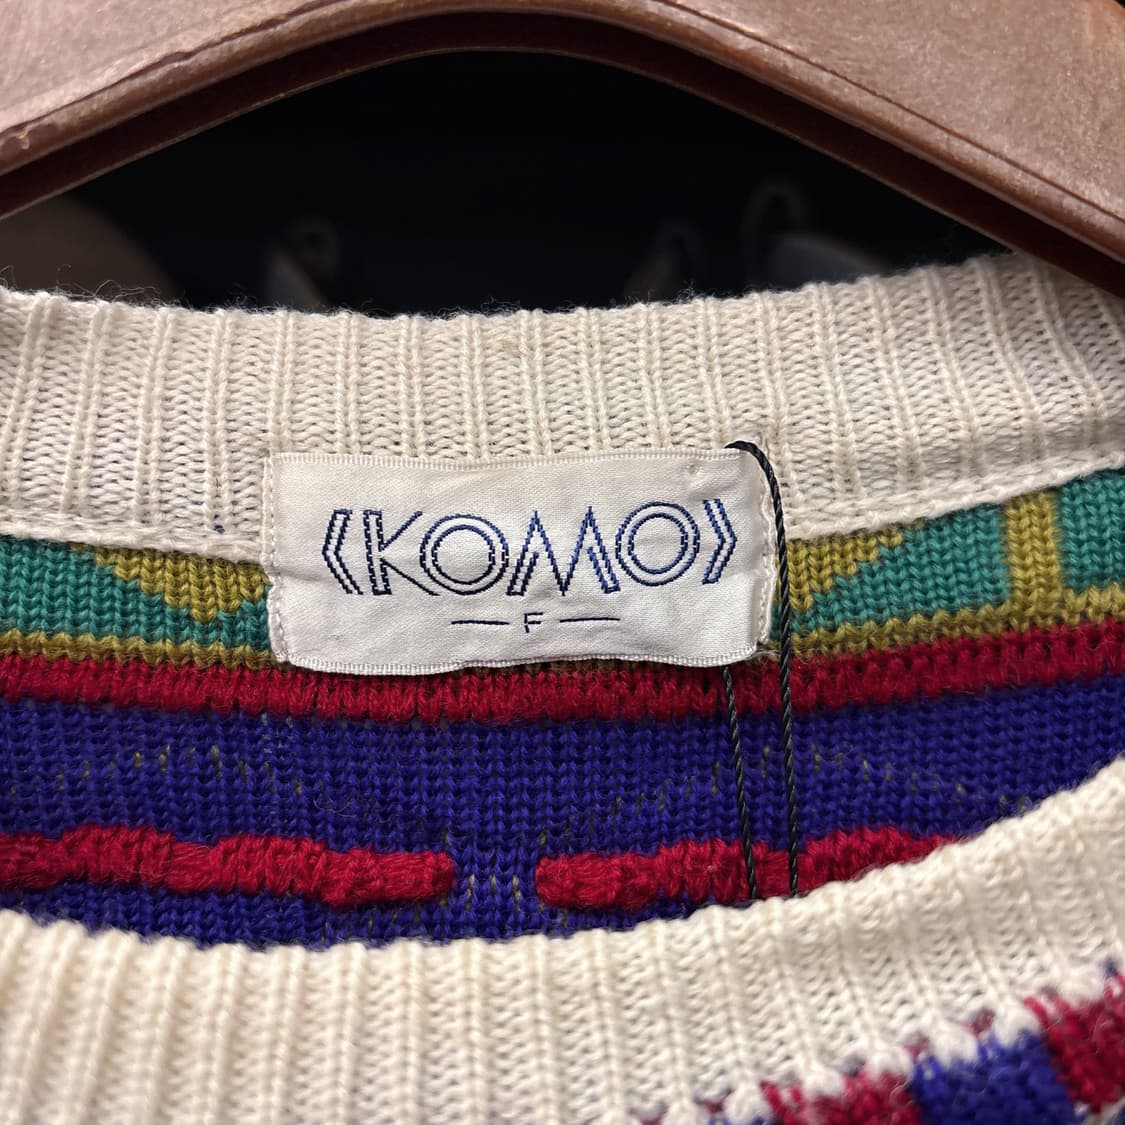 《KOMO》
— F —